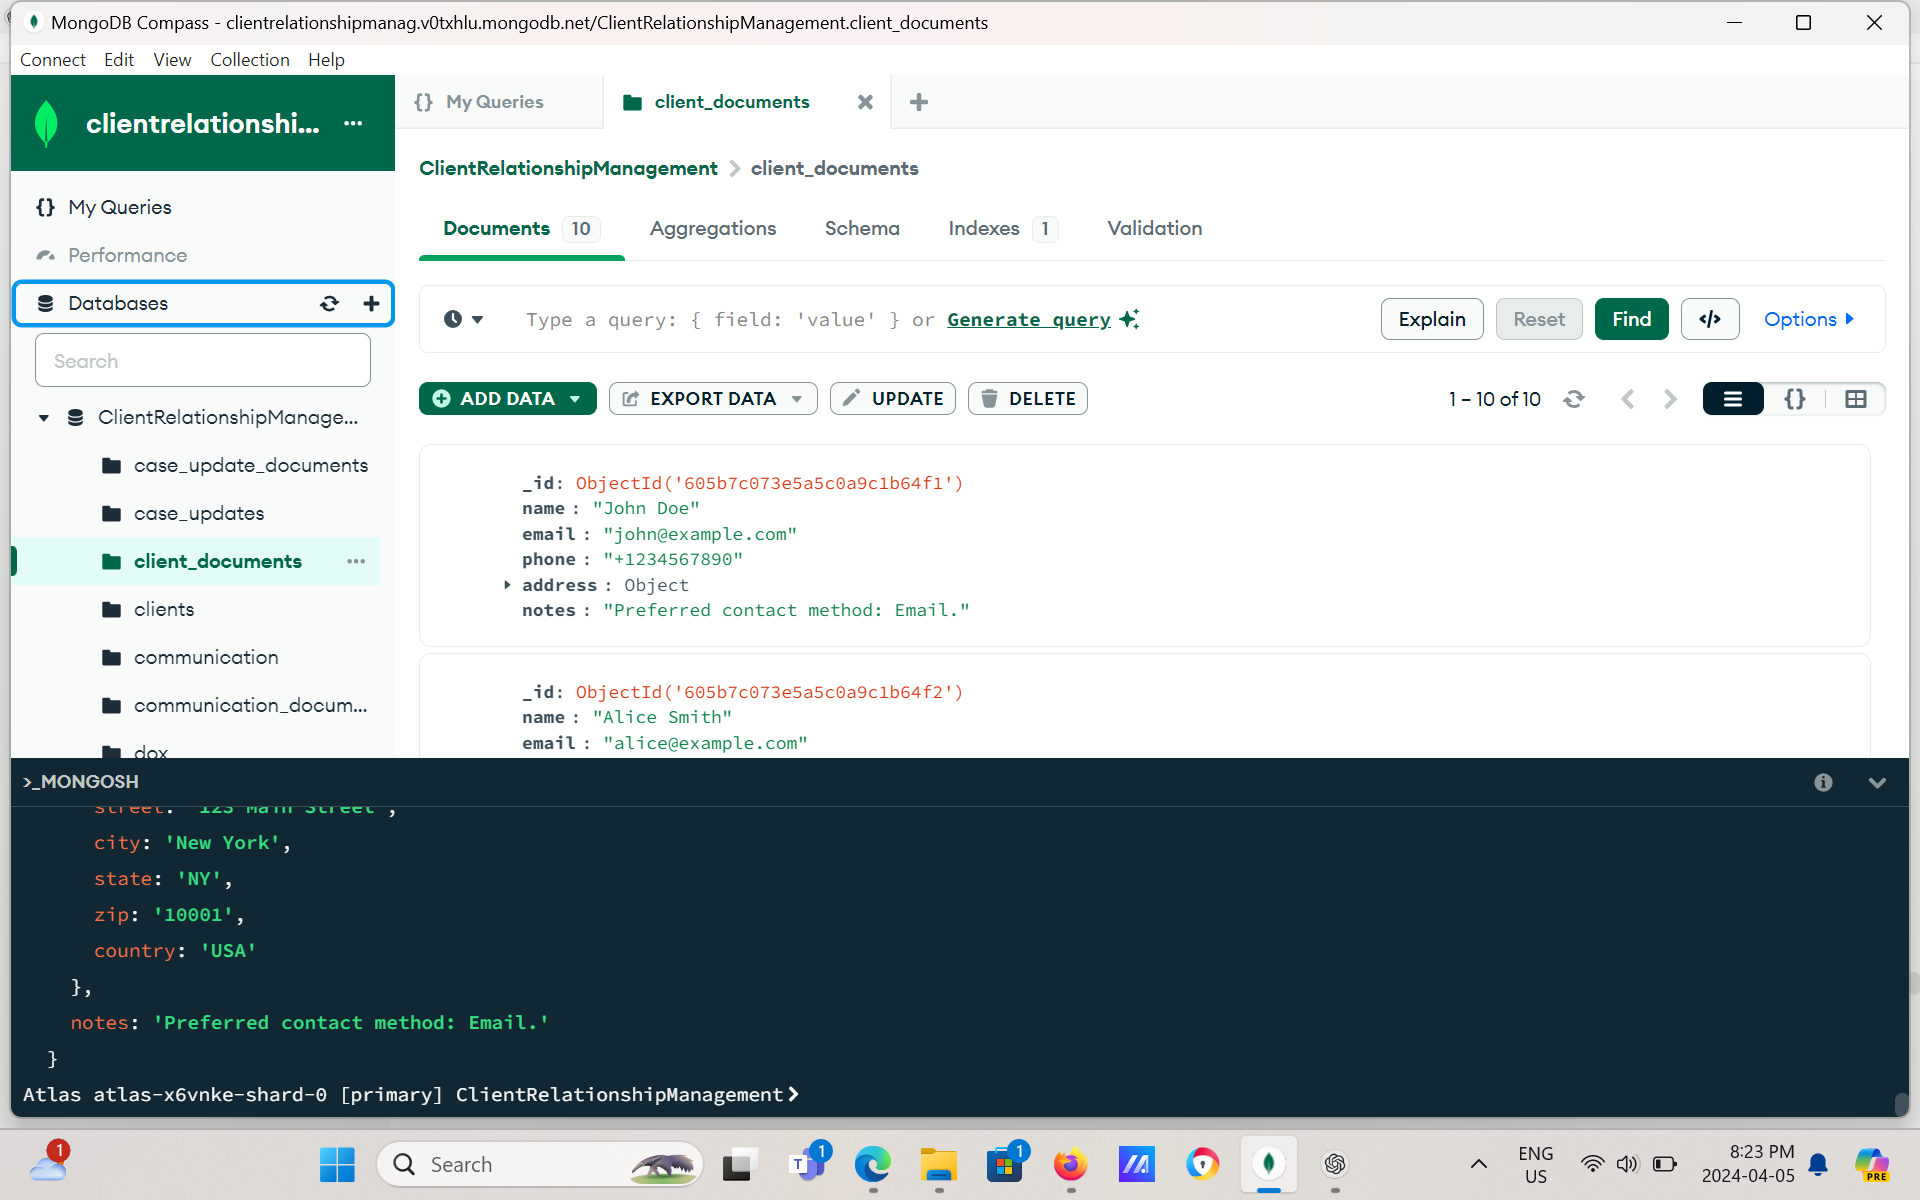 MongoDB Compass - clientrelationshipmanag.v0txhlu.mongodb.net/ClientRelationshipManagement.client_documents
Connect Edit View Collection Help
clientrelationshi... ...
{} My Queries
client_documents
ClientRelationshipManagement > client_documents
{} My Queries
Performance
Databases
Search
ClientRelationshipManage...
case_update_documents
case_updates
client_documents ...
clients
communication
communication_docum...
dox
Documents 10 Aggregations Schema Indexes 1 Validation
Type a query: { field: 'value' } or Generate query
Explain Reset Find </> Options
ADD DATA EXPORT DATA UPDATE DELETE
1 – 10 of 10 {}
_id: ObjectId('605b7c073e5a5c0a9c1b64f1')
name : "John Doe"
email : "john@example.com"
phone : "+1234567890"
address : Object
notes : "Preferred contact method: Email."
_id: ObjectId('605b7c073e5a5c0a9c1b64f2')
name : "Alice Smith"
email : "alice@example.com"
>_MONGOSH
street: '123 Main Street',
city: 'New York',
state: 'NY',
zip: '10001',
country: 'USA'
},
notes: 'Preferred contact method: Email.'
}
Atlas atlas-x6vnke-shard-0 [primary] ClientRelationshipManagement>
1
Search
T 1
1
ENG
US
8:23 PM
2024-04-05
PRE